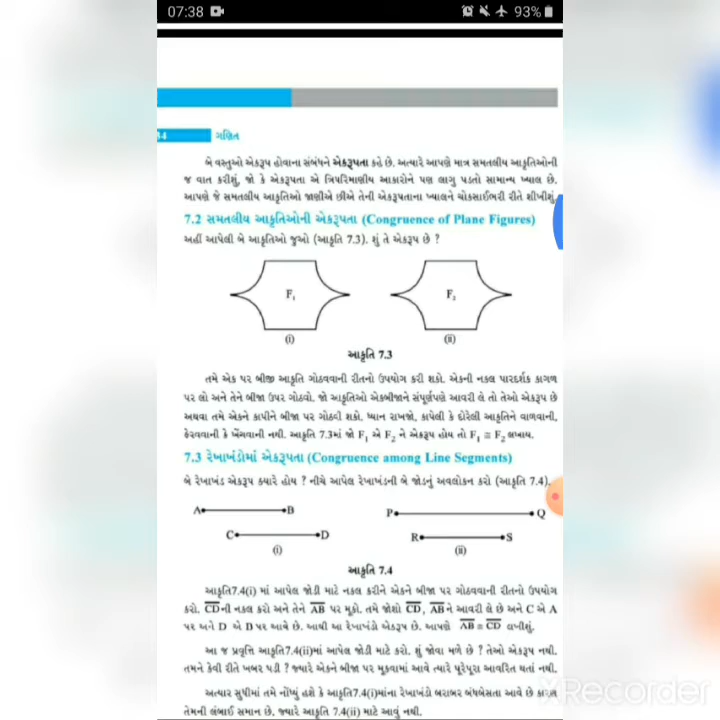 07:38 93%
34 ગણિત
બે વસ્તુઓ એકરૂપ હોવાના સંબંધને એકરૂપતા કહે છે. અત્યારે આપણે માત્ર સમતલીય આકૃતિઓની
જ વાત કરીશું, જો કે એકરૂપતા એ ત્રિપરિમાણીય આકારોને પણ લાગુ પડતો સામાન્ય ખ્યાલ છે.
આપણે જે સમતલીય આકૃતિઓ જાણીએ છીએ તેની એકરૂપતાના ખ્યાલને ચોકસાઈભરી રીતે શીખીશું.
7.2 સમતલીય આકૃતિઓની એકરૂપતા (Congruence of Plane Figures)
અહીં આપેલી બે આકૃતિઓ જુઓ (આકૃતિ 7.3). શું તે એકરૂપ છે ?
F₁ F₂
(i) (ii)
આકૃતિ 7.3
તમે એક પર બીજી આકૃતિ ગોઠવવાની રીતનો ઉપયોગ કરી શકો. એકની નકલ પારદર્શક કાગળ
પર લો અને તેને બીજા ઉપર ગોઠવો. જો આકૃતિઓ એકબીજાને સંપૂર્ણપણે આવરી લે તો તેઓ એકરૂપ છે
અથવા તમે એકને કાપીને બીજા પર ગોઠવી શકો. ધ્યાન રાખજો, કાપેલી કે દોરેલી આકૃતિને વાળવાની,
ફેરવવાની કે ખેંચવાની નથી. આકૃતિ 7.3માં જો F₁ એ F₂ ને એકરૂપ હોય તો F₁ ≅ F₂ લખાય.
7.3 રેખાખંડોમાં એકરૂપતા (Congruence among Line Segments)
બે રેખાખંડ એકરૂપ ક્યારે હોય ? નીચે આપેલ રેખાખંડની બે જોડનું અવલોકન કરો (આકૃતિ 7.4).
A B P Q
C D R S
(i) (ii)
આકૃતિ 7.4
આકૃતિ7.4(i) માં આપેલ જોડી માટે નકલ કરીને એકને બીજા પર ગોઠવવાની રીતનો ઉપયોગ
કરો. C̅D̅ની નકલ કરો અને તેને A̅B̅ પર મૂકો. તમે જોશો C̅D̅, A̅B̅ને આવરી લે છે અને C એ A
પર અને D એ B પર આવે છે. આથી આ રેખાખંડો એકરૂપ છે. આપણે A̅B̅ ≅ C̅D̅ લખીશું.
આ જ પ્રવૃત્તિ આકૃતિ7.4(ii)માં આપેલ જોડી માટે કરો. શું જોવા મળે છે ? તેઓ એકરૂપ નથી.
તમને કેવી રીતે ખબર પડી ? જ્યારે એકને બીજા પર મૂકવામાં આવે ત્યારે પૂરેપૂરા આવરિત થતાં નથી.
અત્યાર સુધીમાં તમે નોંધ્યું હશે કે આકૃતિ7.4(i)માંના રેખાખંડો બરાબર બંધબેસતા આવે છે કારણ
તેમની લંબાઈ સમાન છે. જ્યારે આકૃતિ 7.4(ii) માટે આવું નથી.
XRecorder